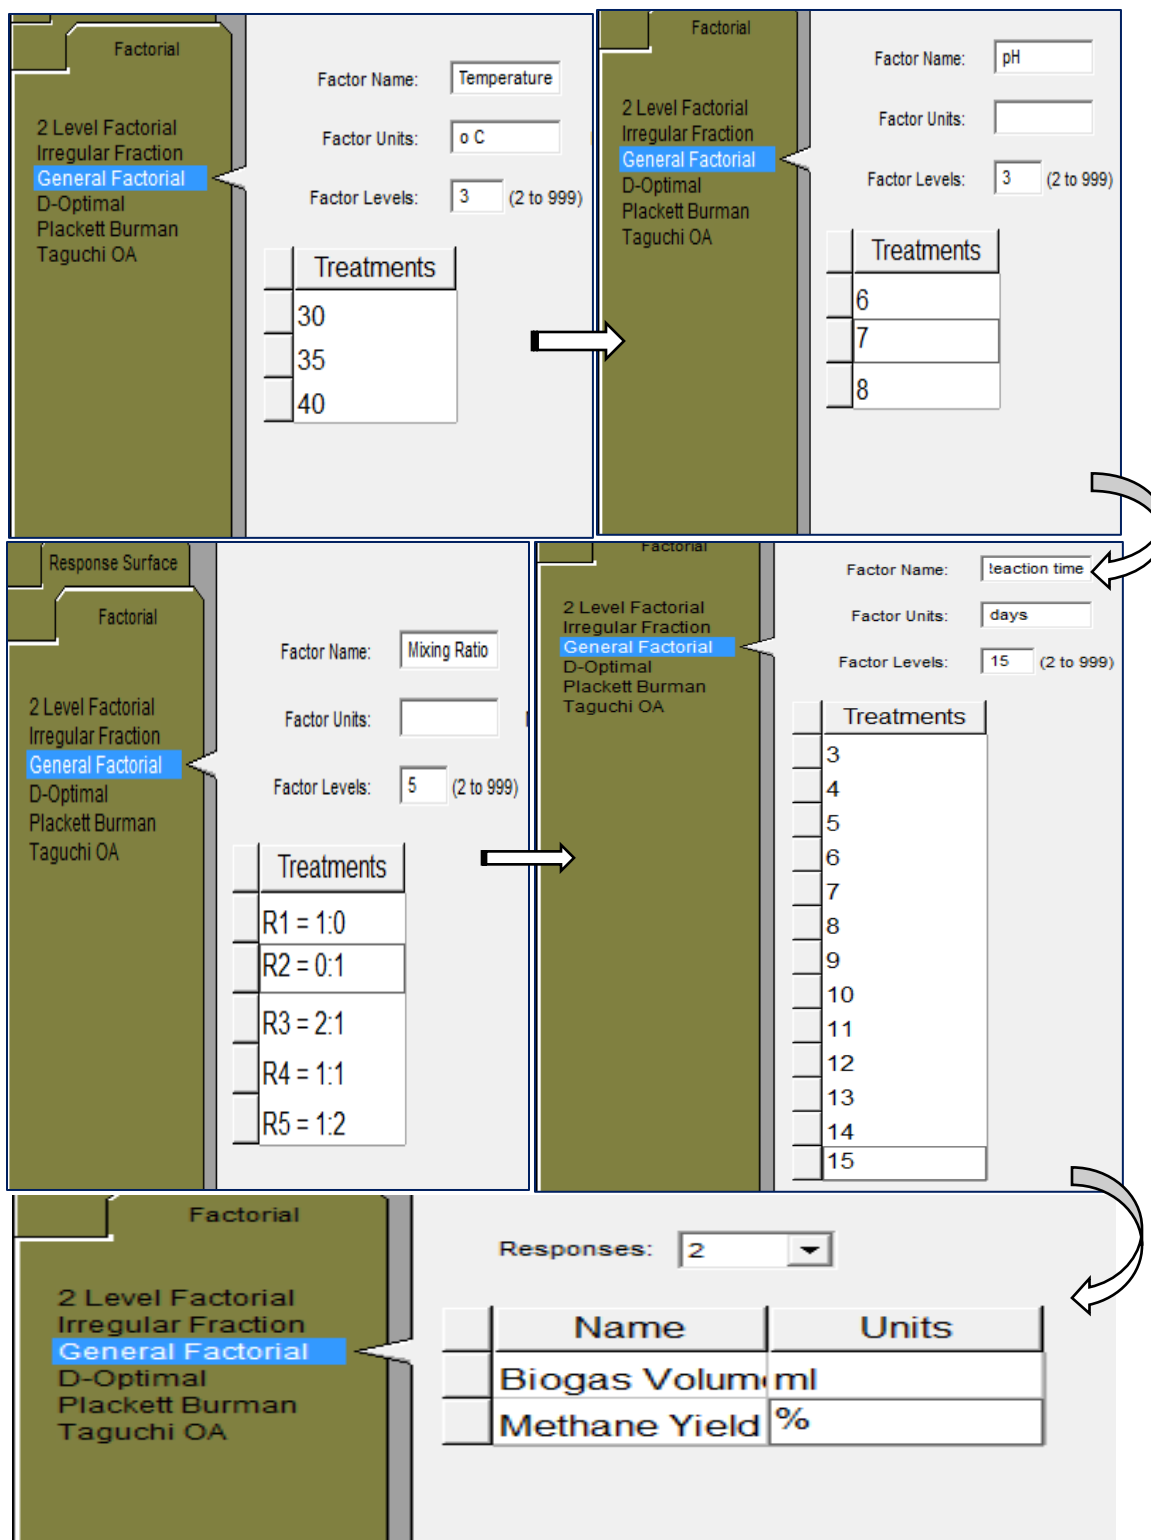 Factorial
2 Level Factorial
Irregular Fraction
General Factorial
D-Optimal
Plackett Burman
Taguchi OA
Factor Name: Temperature
Factor Units: o C
Factor Levels: 3 (2 to 999)
Treatments
30
35
40
Factorial
2 Level Factorial
Irregular Fraction
General Factorial
D-Optimal
Plackett Burman
Taguchi OA
Factor Name: pH
Factor Units:
Factor Levels: 3 (2 to 999)
Treatments
6
7
8
Response Surface
Factorial
2 Level Factorial
Irregular Fraction
General Factorial
D-Optimal
Plackett Burman
Taguchi OA
Factor Name: Mixing Ratio
Factor Units:
Factor Levels: 5 (2 to 999)
Treatments
R1 = 1:0
R2 = 0:1
R3 = 2:1
R4 = 1:1
R5 = 1:2
Factorial
2 Level Factorial
Irregular Fraction
General Factorial
D-Optimal
Plackett Burman
Taguchi OA
Factor Name: Reaction time
Factor Units: days
Factor Levels: 15 (2 to 999)
Treatments
3
4
5
6
7
8
9
10
11
12
13
14
15
Factorial
2 Level Factorial
Irregular Fraction
General Factorial
D-Optimal
Plackett Burman
Taguchi OA
Responses: 2
Name Units
Biogas Volum ml
Methane Yield %